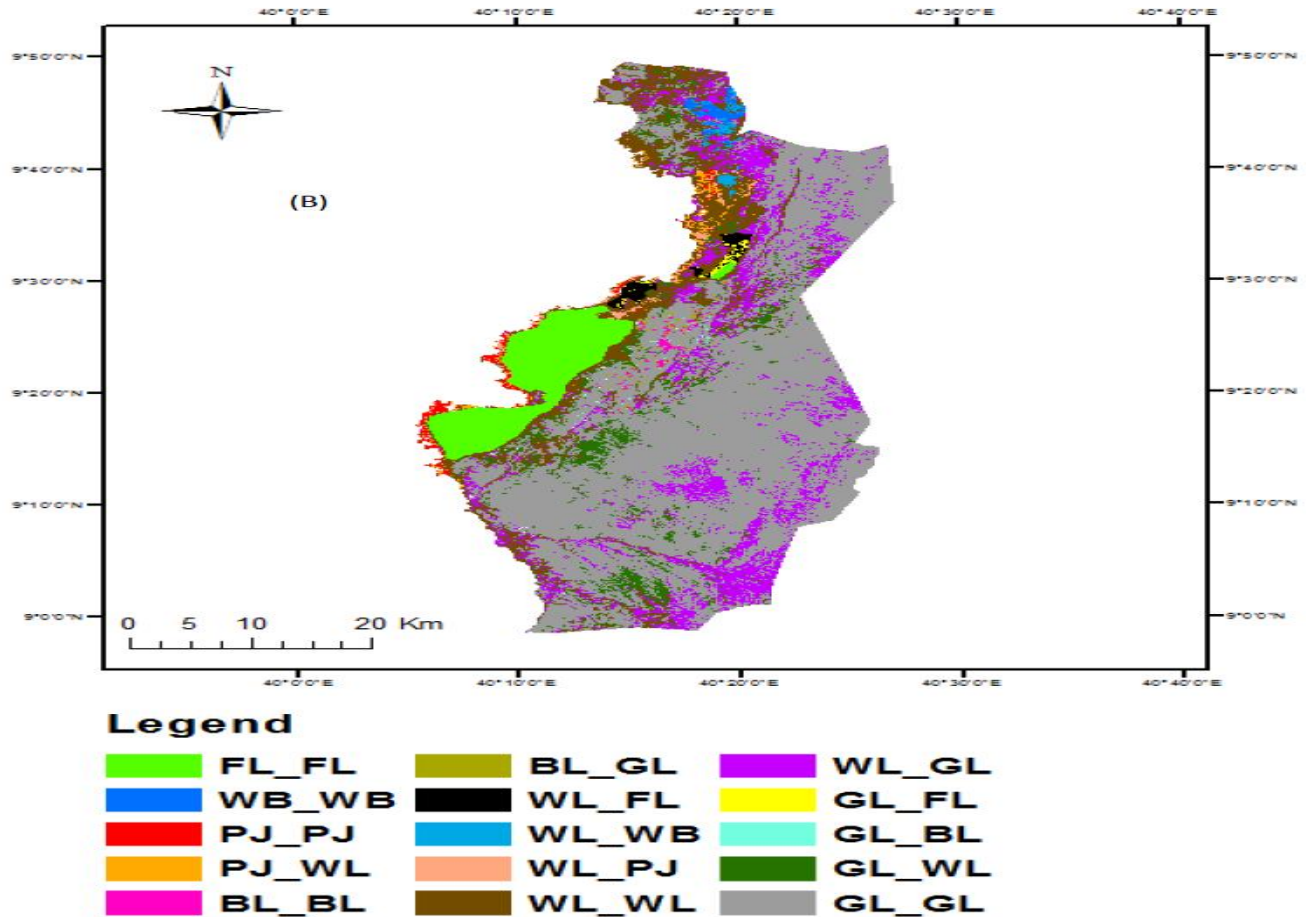 40°0'0"E 40°10'0"E 40°20'0"E 40°30'0"E 40°40'0"E
9°50'0"N 9°50'0"N
N
9°40'0"N 9°40'0"N
(B)
9°30'0"N 9°30'0"N
9°20'0"N 9°20'0"N
9°10'0"N 9°10'0"N
9°0'0"N 9°0'0"N
0 5 10 20 Km
40°0'0"E 40°10'0"E 40°20'0"E 40°30'0"E 40°40'0"E
Legend
FL_FL BL_GL WL_GL
WB_WB WL_FL GL_FL
PJ_PJ WL_WB GL_BL
PJ_WL WL_PJ GL_WL
BL_BL WL_WL GL_GL